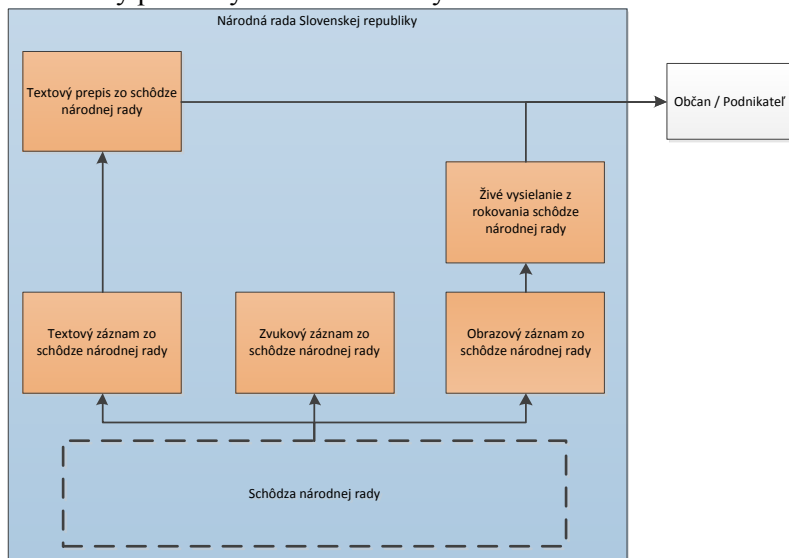 Národná rada Slovenskej republiky
Textový prepis zo schôdze
národnej rady
Občan / Podnikateľ
Živé vysielanie z
rokovania schôdze
národnej rady
Textový záznam zo
schôdze národnej rady
Zvukový záznam zo
schôdze národnej rady
Obrazový záznam zo
schôdze národnej rady
Schôdza národnej rady